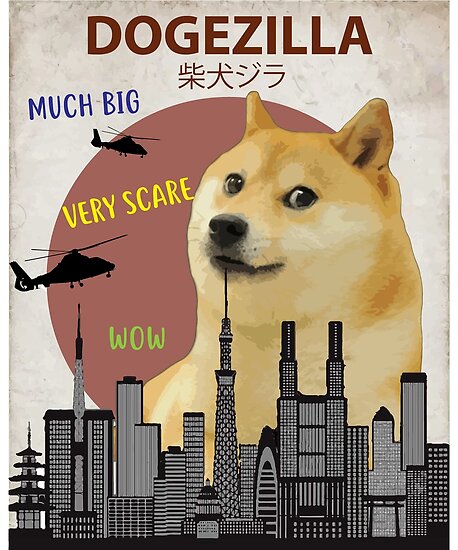 DOGEZILLA
柴犬ジラ
MUCH BIG
VERY SCARE
WOW